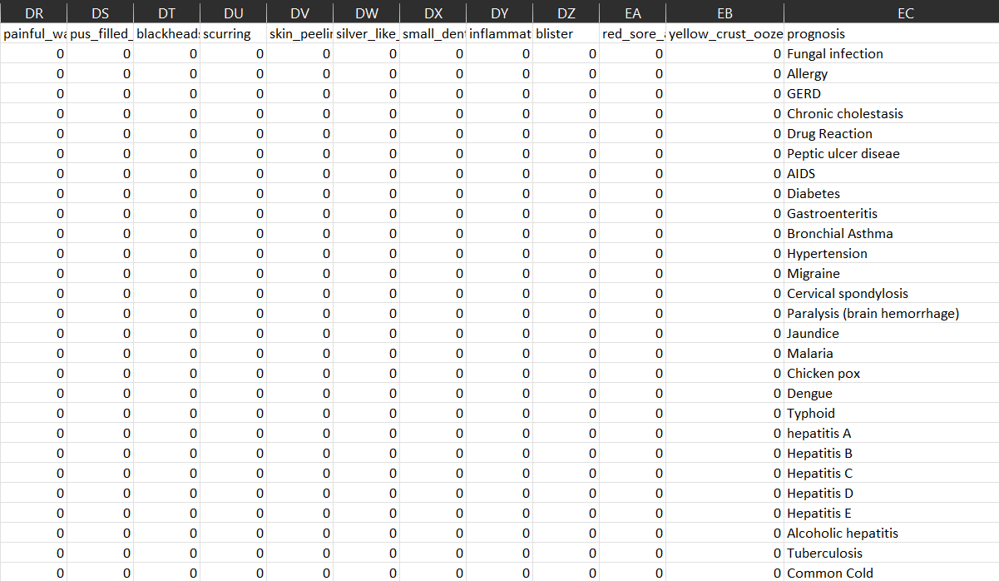 DR DS DT DU DV DW DX DY DZ EA EB EC
painful_wa pus_filled_ blackheads scurring skin_peelin silver_like_ small_dent inflammat blister red_sore_a yellow_crust_ooze prognosis
0 0 0 0 0 0 0 0 0 0 0 Fungal infection
0 0 0 0 0 0 0 0 0 0 0 Allergy
0 0 0 0 0 0 0 0 0 0 0 GERD
0 0 0 0 0 0 0 0 0 0 0 Chronic cholestasis
0 0 0 0 0 0 0 0 0 0 0 Drug Reaction
0 0 0 0 0 0 0 0 0 0 0 Peptic ulcer diseae
0 0 0 0 0 0 0 0 0 0 0 AIDS
0 0 0 0 0 0 0 0 0 0 0 Diabetes
0 0 0 0 0 0 0 0 0 0 0 Gastroenteritis
0 0 0 0 0 0 0 0 0 0 0 Bronchial Asthma
0 0 0 0 0 0 0 0 0 0 0 Hypertension
0 0 0 0 0 0 0 0 0 0 0 Migraine
0 0 0 0 0 0 0 0 0 0 0 Cervical spondylosis
0 0 0 0 0 0 0 0 0 0 0 Paralysis (brain hemorrhage)
0 0 0 0 0 0 0 0 0 0 0 Jaundice
0 0 0 0 0 0 0 0 0 0 0 Malaria
0 0 0 0 0 0 0 0 0 0 0 Chicken pox
0 0 0 0 0 0 0 0 0 0 0 Dengue
0 0 0 0 0 0 0 0 0 0 0 Typhoid
0 0 0 0 0 0 0 0 0 0 0 hepatitis A
0 0 0 0 0 0 0 0 0 0 0 Hepatitis B
0 0 0 0 0 0 0 0 0 0 0 Hepatitis C
0 0 0 0 0 0 0 0 0 0 0 Hepatitis D
0 0 0 0 0 0 0 0 0 0 0 Hepatitis E
0 0 0 0 0 0 0 0 0 0 0 Alcoholic hepatitis
0 0 0 0 0 0 0 0 0 0 0 Tuberculosis
0 0 0 0 0 0 0 0 0 0 0 Common Cold